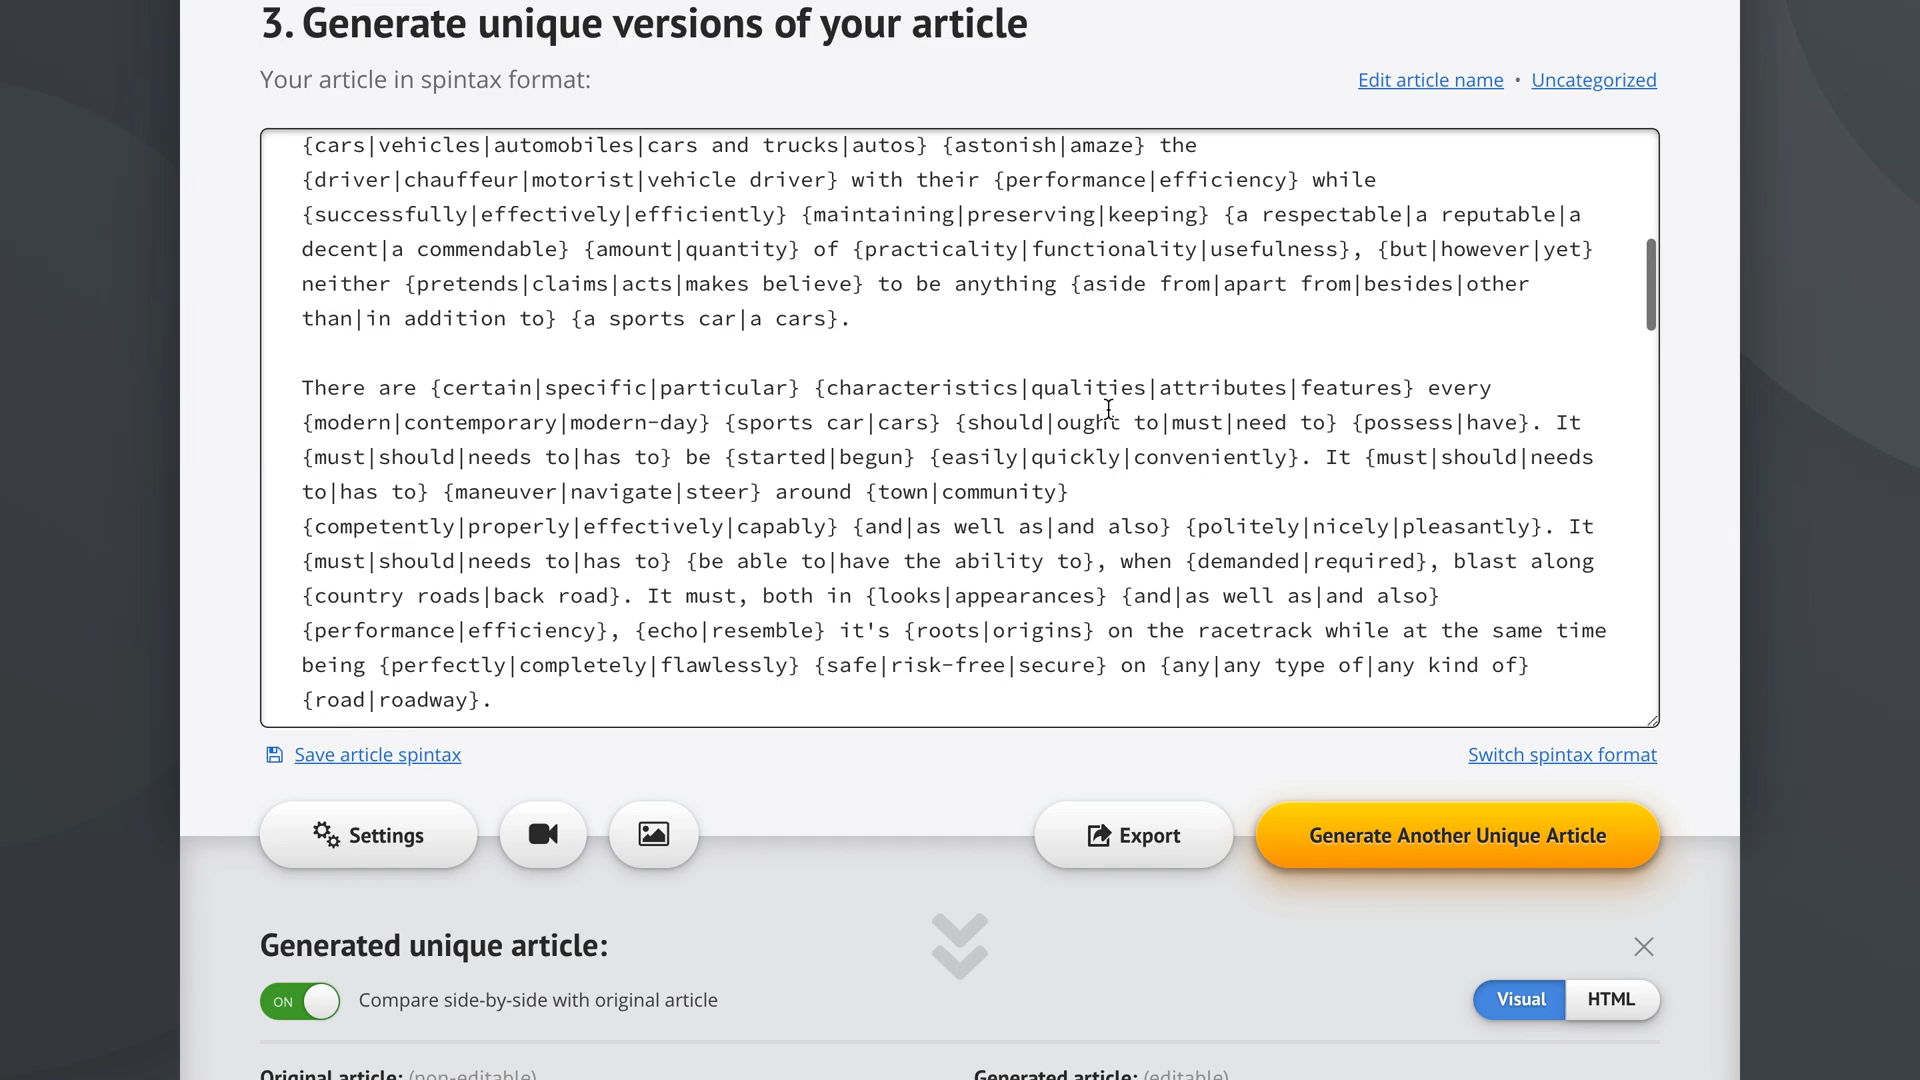 3. Generate unique versions of your article
Your article in spintax format:
Edit article name • Uncategorized
{cars|vehicles|automobiles|cars and trucks|autos} {astonish|amaze} the
{driver|chauffeur|motorist|vehicle driver} with their {performance|efficiency} while
{successfully|effectively|efficiently} {maintaining|preserving|keeping} {a respectable|a reputable|a
decent|a commendable} {amount|quantity} of {practicality|functionality|usefulness}, {but|however|yet}
neither {pretends|claims|acts|makes believe} to be anything {aside from|apart from|besides|other
than|in addition to} {a sports car|a cars}.
There are {certain|specific|particular} {characteristics|qualities|attributes|features} every
{modern|contemporary|modern-day} {sports car|cars} {should|ought to|must|need to} {possess|have}. It
{must|should|needs to|has to} be {started|begun} {easily|quickly|conveniently}. It {must|should|needs
to|has to} {maneuver|navigate|steer} around {town|community}
{competently|properly|effectively|capably} {and|as well as|and also} {politely|nicely|pleasantly}. It
{must|should|needs to|has to} {be able to|have the ability to}, when {demanded|required}, blast along
{country roads|back road}. It must, both in {looks|appearances} {and|as well as|and also}
{performance|efficiency}, {echo|resemble} it's {roots|origins} on the racetrack while at the same time
being {perfectly|completely|flawlessly} {safe|risk-free|secure} on {any|any type of|any kind of}
{road|roadway}.
Save article spintax
Switch spintax format
Settings
Export
Generate Another Unique Article
Generated unique article:
ON
Compare side-by-side with original article
Visual
HTML
Original article: (non-editable)
Generated article: (editable)